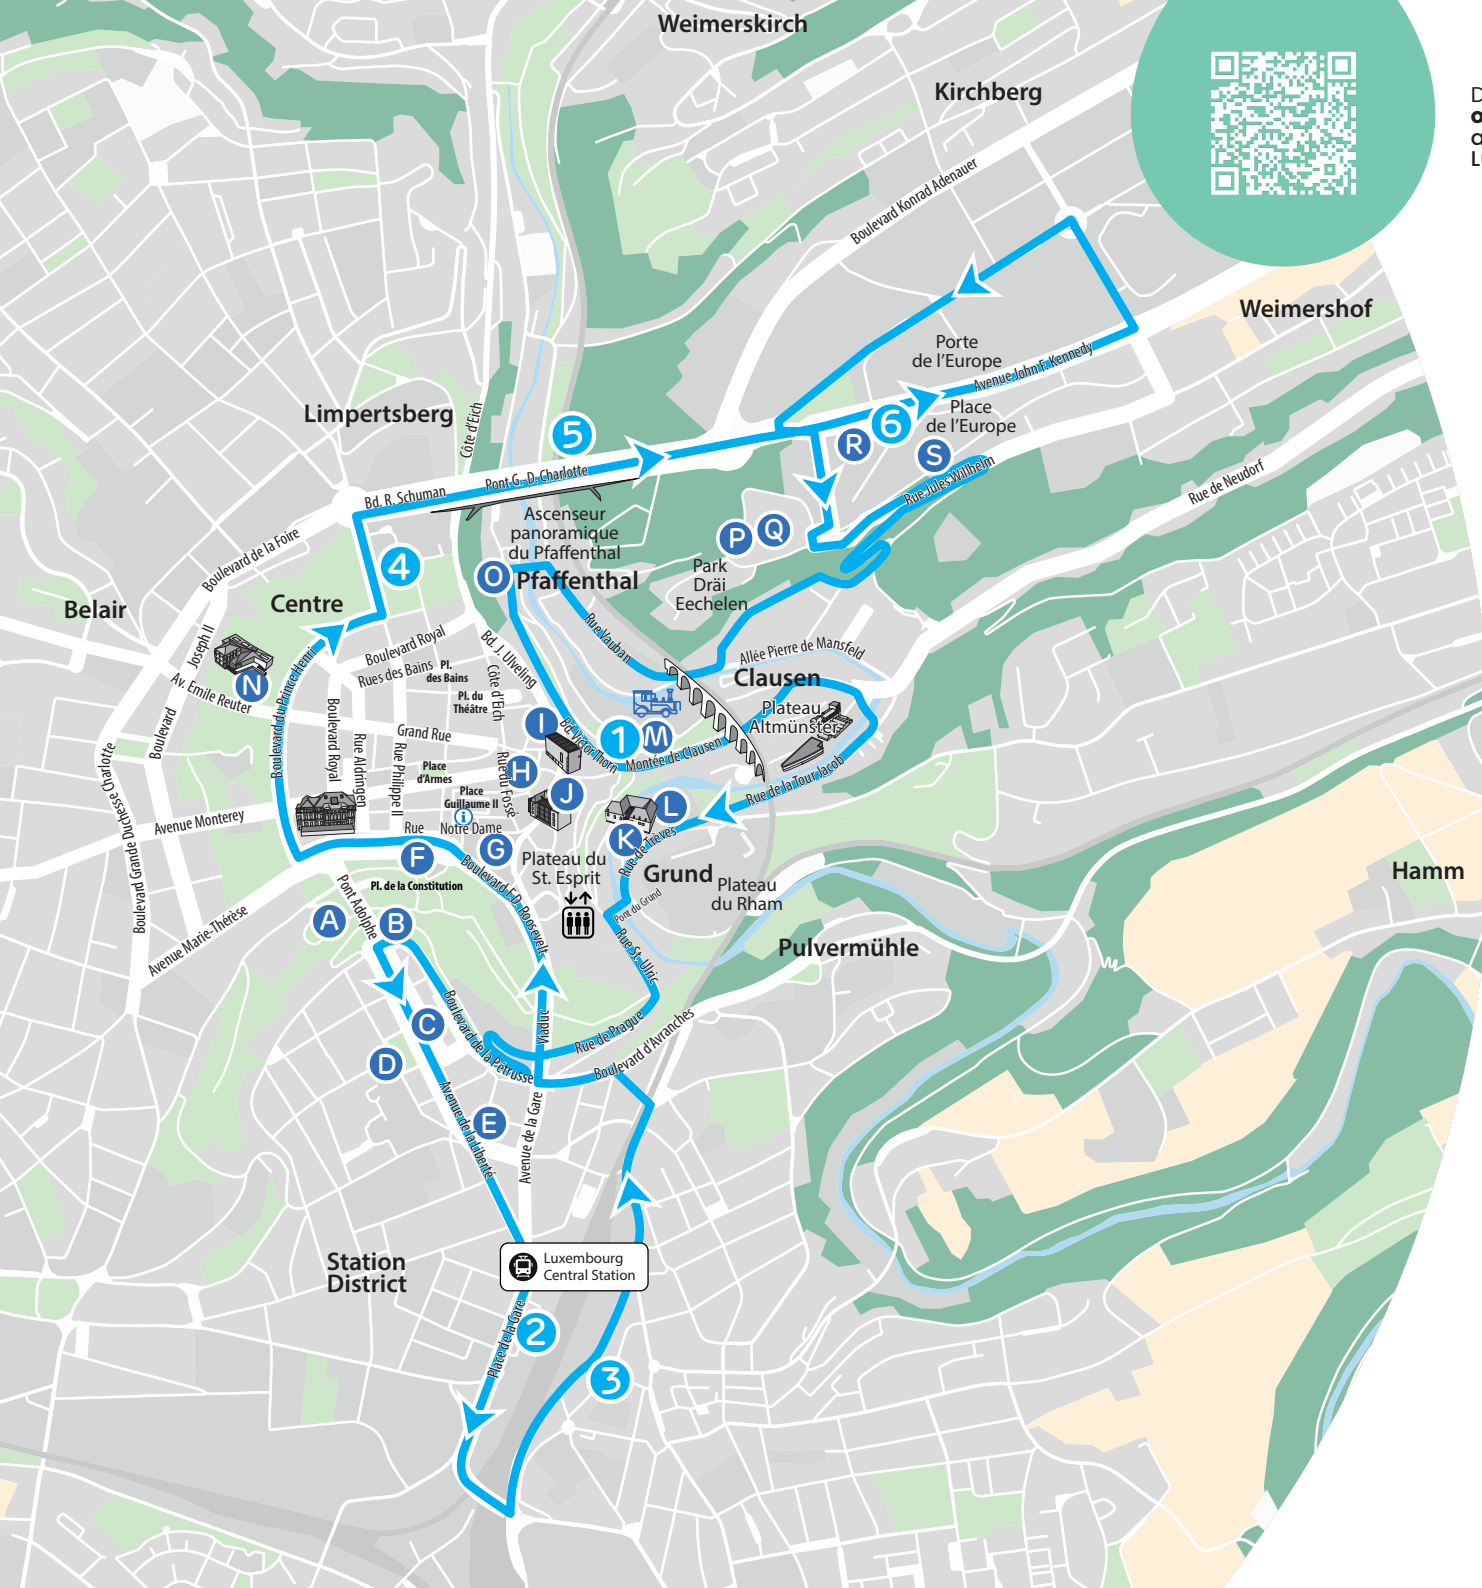 Weimerskirch
Kirchberg
D
o
a
Lu
Boulevard Konrad Adenauer
Weimershof
Porte
de l'Europe
Avenue John F. Kennedy
Place
de l'Europe
Limpertsberg
Côte d'Eich
5
6
R
S
Rue Jules Willhelm
Rue de Neudorf
Bd. R. Schuman
Pont G. D. Charlotte
Ascenseur
panoramique
du Pfaffenthal
P
Q
Boulevard de la Foire
4
O
Pfaffenthal
Park
Dräi
Eechelen
Belair
Centre
Joseph II
Boulevard Royal
Rues des Bains
Pl.
des Bains
Bd. J. Ulveling
Rue Vauban
Allée Pierre de Mansfeld
Clausen
N
Av. Emile Reuter
Boulevard du Prince Henri
Pl. du
Théâtre
Côte d'Eich
Plateau
Altmünster
Boulevard
Boulevard Royal
Rue Aldringen
Rue Philippe II
Grand Rue
I
Bd. Victor Thorn
1
M
Montée de Clausen
Place
d'Armes
Rue du Fossé
H
J
Rue de la Tour Jacob
Boulevard Grande Duchesse Charlotte
Avenue Monterey
Place
Guillaume II
i
Rue
Notre Dame
L
K
Rue de Trèves
F
G
Plateau du
St. Esprit
Grund
Plateau
du Rham
Hamm
Pl. de la Constitution
Boulevard F.D. Roosevelt
Pont Adolphe
Pont du Grund
A
B
Avenue Marie-Thérèse
Rue St. Ulric
Pulvermühle
C
D
Boulevard de la Pétrusse
Viaduc
Rue de Prague
Boulevard d'Avranches
E
Avenue de la Liberté
Avenue de la Gare
Station
District
Luxembourg
Central Station
Place de la Gare
2
3